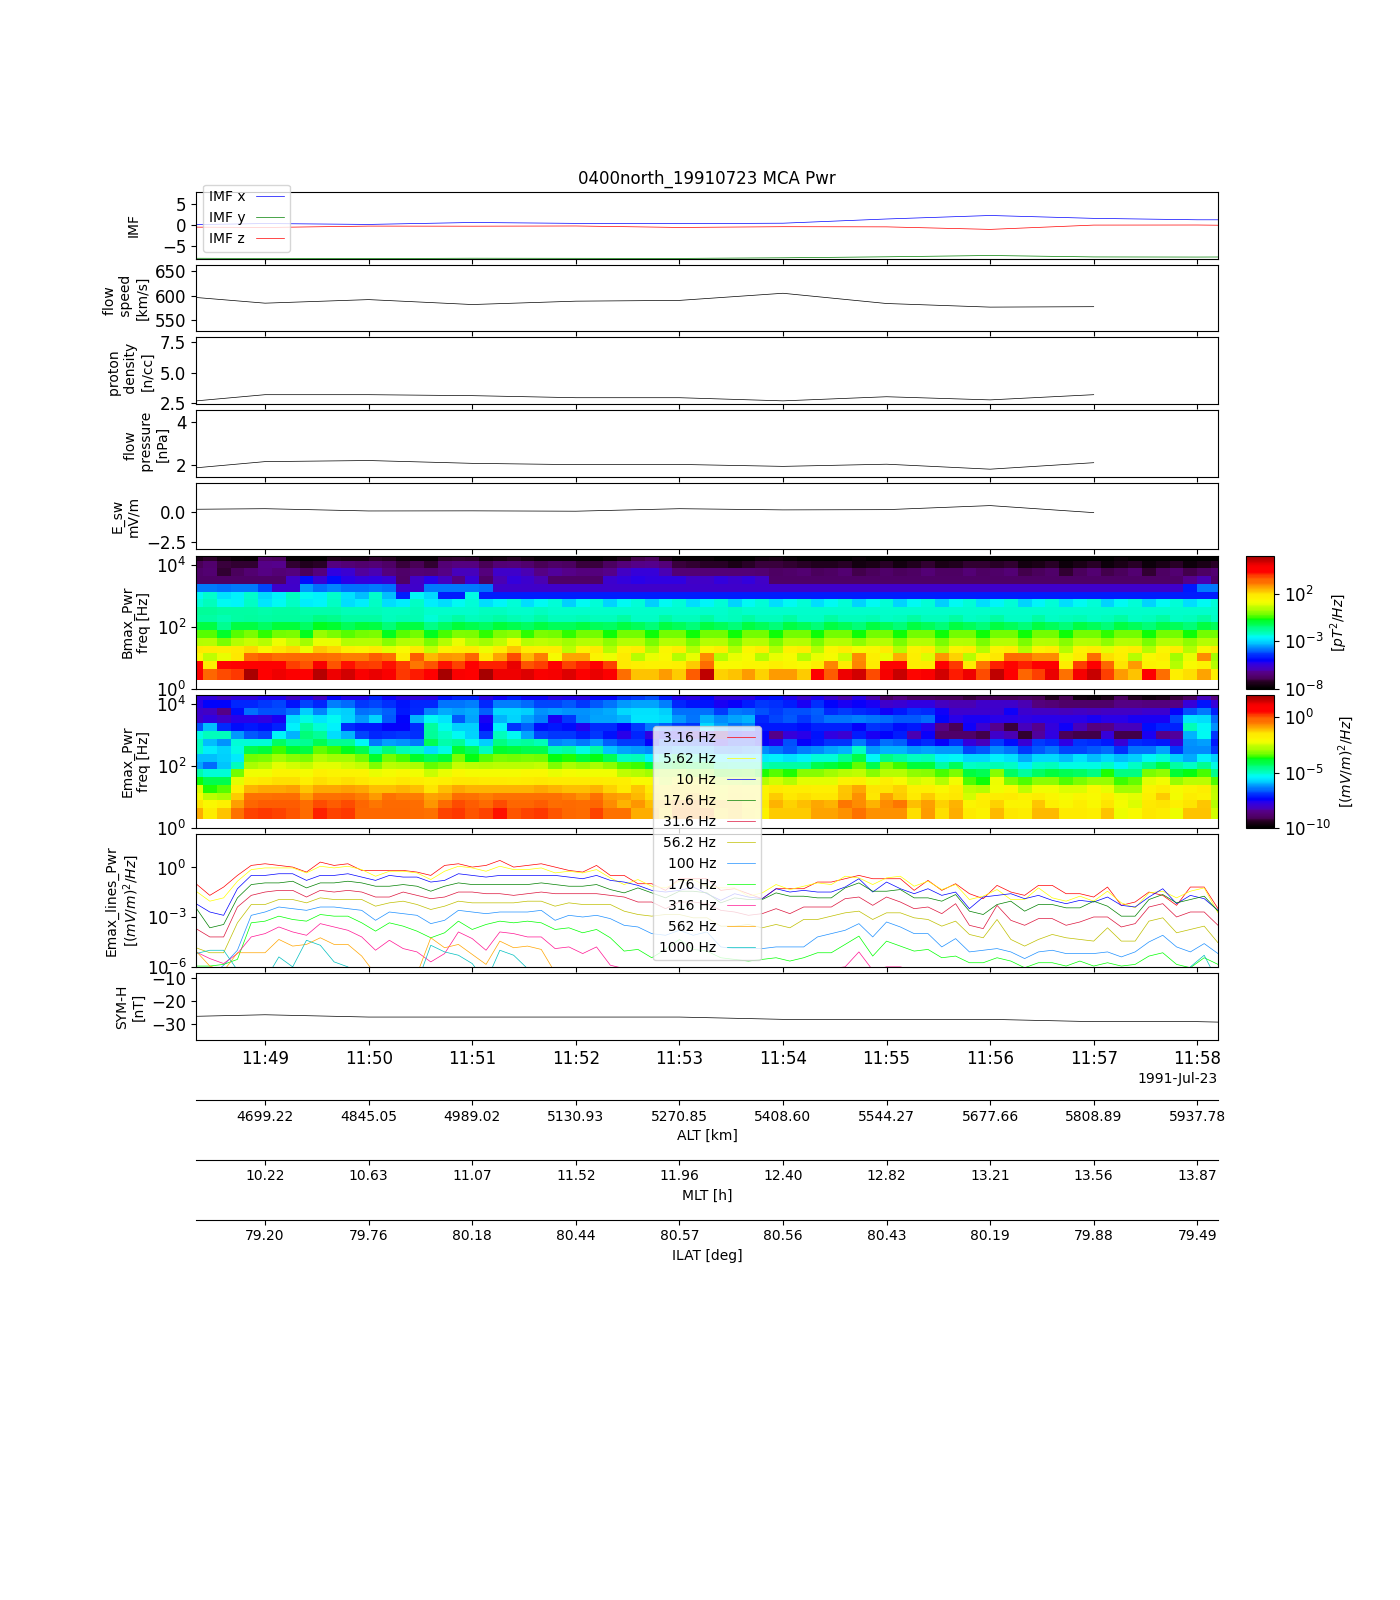 0400north_19910723 MCA Pwr
IMF
5
0
−5
IMF x
IMF y
IMF z
flow
speed
[km/s]
650
600
550
proton
density
[n/cc]
7.5
5.0
2.5
flow
pressure
[nPa]
4
2
E_sw
mV/m
0.0
−2.5
Bmax_Pwr
freq [Hz]
10^4
10^2
10^0
10^2
10^−3
10^−8
[pT^2/Hz]
Emax_Pwr
freq [Hz]
10^4
10^2
10^0
10^0
10^−5
10^−10
[(mV/m)^2/Hz]
3.16 Hz
5.62 Hz
10 Hz
17.6 Hz
31.6 Hz
56.2 Hz
100 Hz
176 Hz
316 Hz
562 Hz
1000 Hz
Emax_lines_Pwr
[(mV/m)^2/Hz]
10^0
10^−3
10^−6
SYM-H
[nT]
−10
−20
−30
11:49 11:50 11:51 11:52 11:53 11:54 11:55 11:56 11:57 11:58
1991-Jul-23
4699.22 4845.05 4989.02 5130.93 5270.85 5408.60 5544.27 5677.66 5808.89 5937.78
ALT [km]
10.22 10.63 11.07 11.52 11.96 12.40 12.82 13.21 13.56 13.87
MLT [h]
79.20 79.76 80.18 80.44 80.57 80.56 80.43 80.19 79.88 79.49
ILAT [deg]